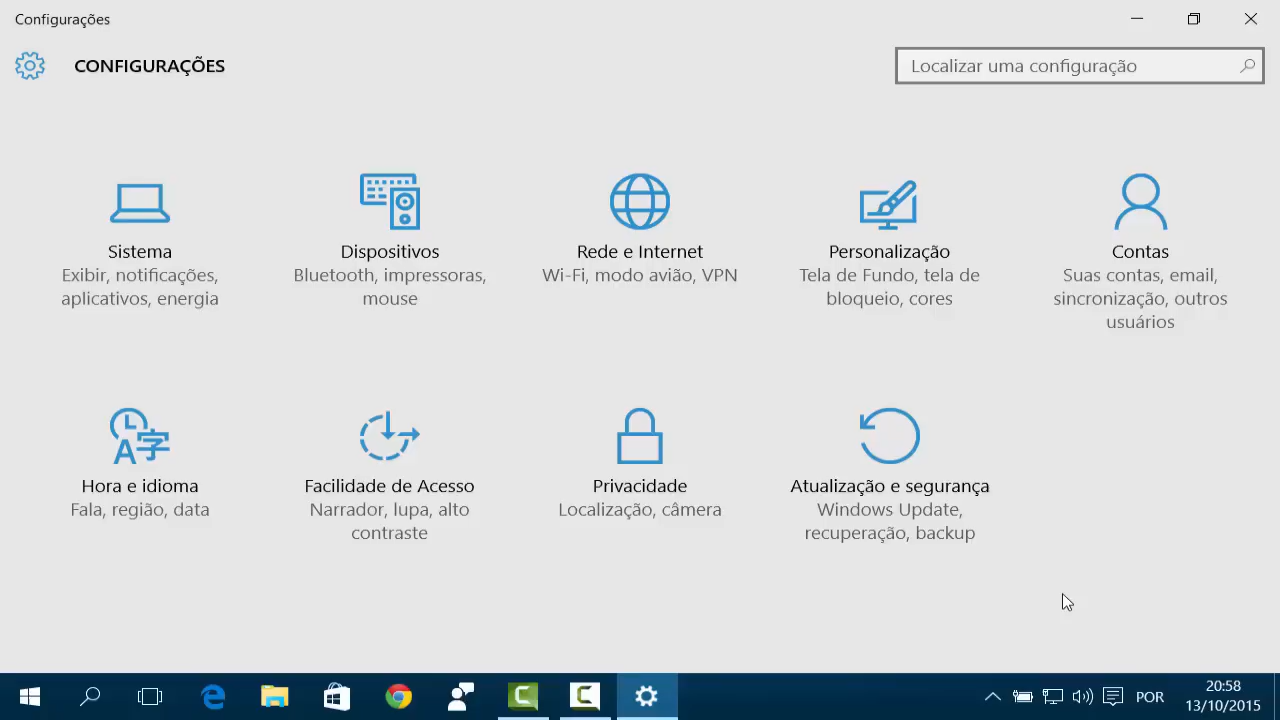 Configurações
CONFIGURAÇÕES
Localizar uma configuração
Sistema
Exibir, notificações,
aplicativos, energia
Dispositivos
Bluetooth, impressoras,
mouse
Rede e Internet
Wi-Fi, modo avião, VPN
Personalização
Tela de Fundo, tela de
bloqueio, cores
Contas
Suas contas, email,
sincronização, outros
usuários
Hora e idioma
Fala, região, data
Facilidade de Acesso
Narrador, lupa, alto
contraste
Privacidade
Localização, câmera
Atualização e segurança
Windows Update,
recuperação, backup
POR
20:58
13/10/2015